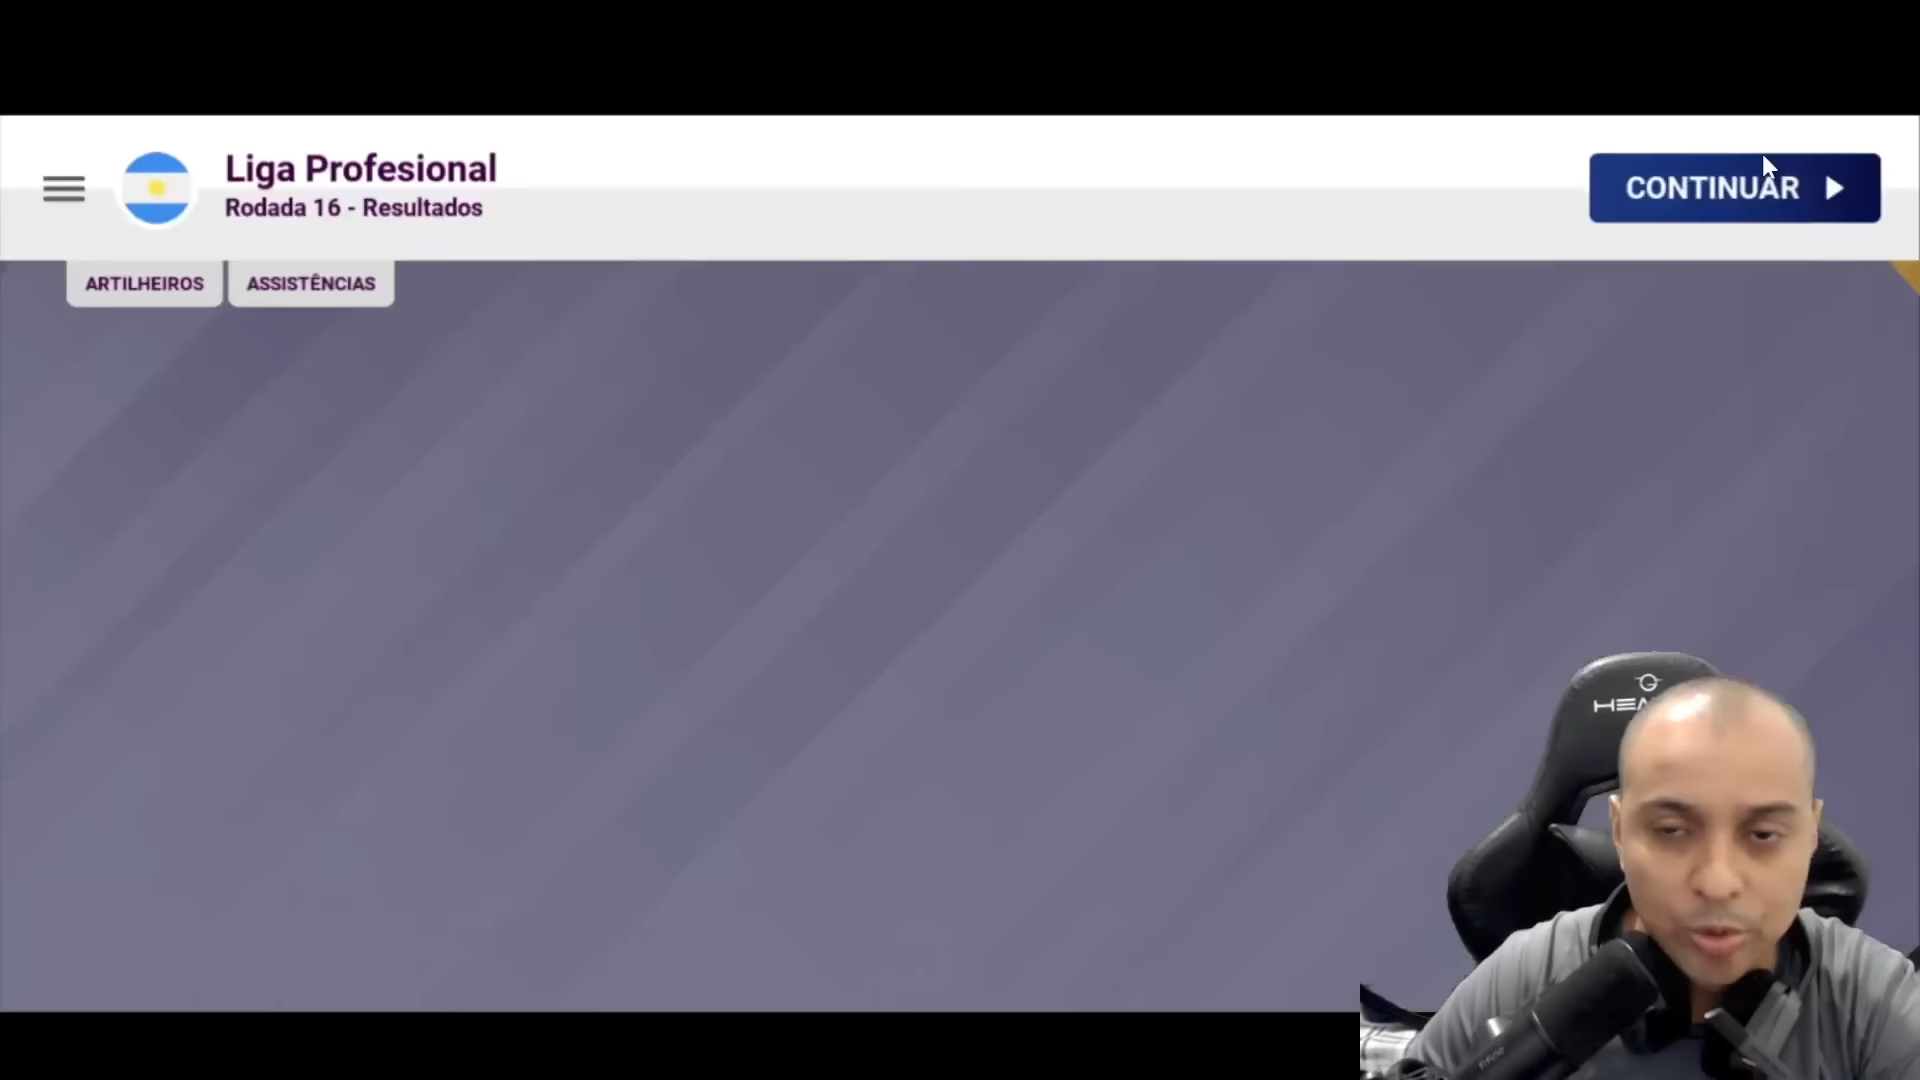 Liga Profesional
Rodada 16 - Resultados
CONTINUAR
ARTILHEIROS
ASSISTÊNCIAS